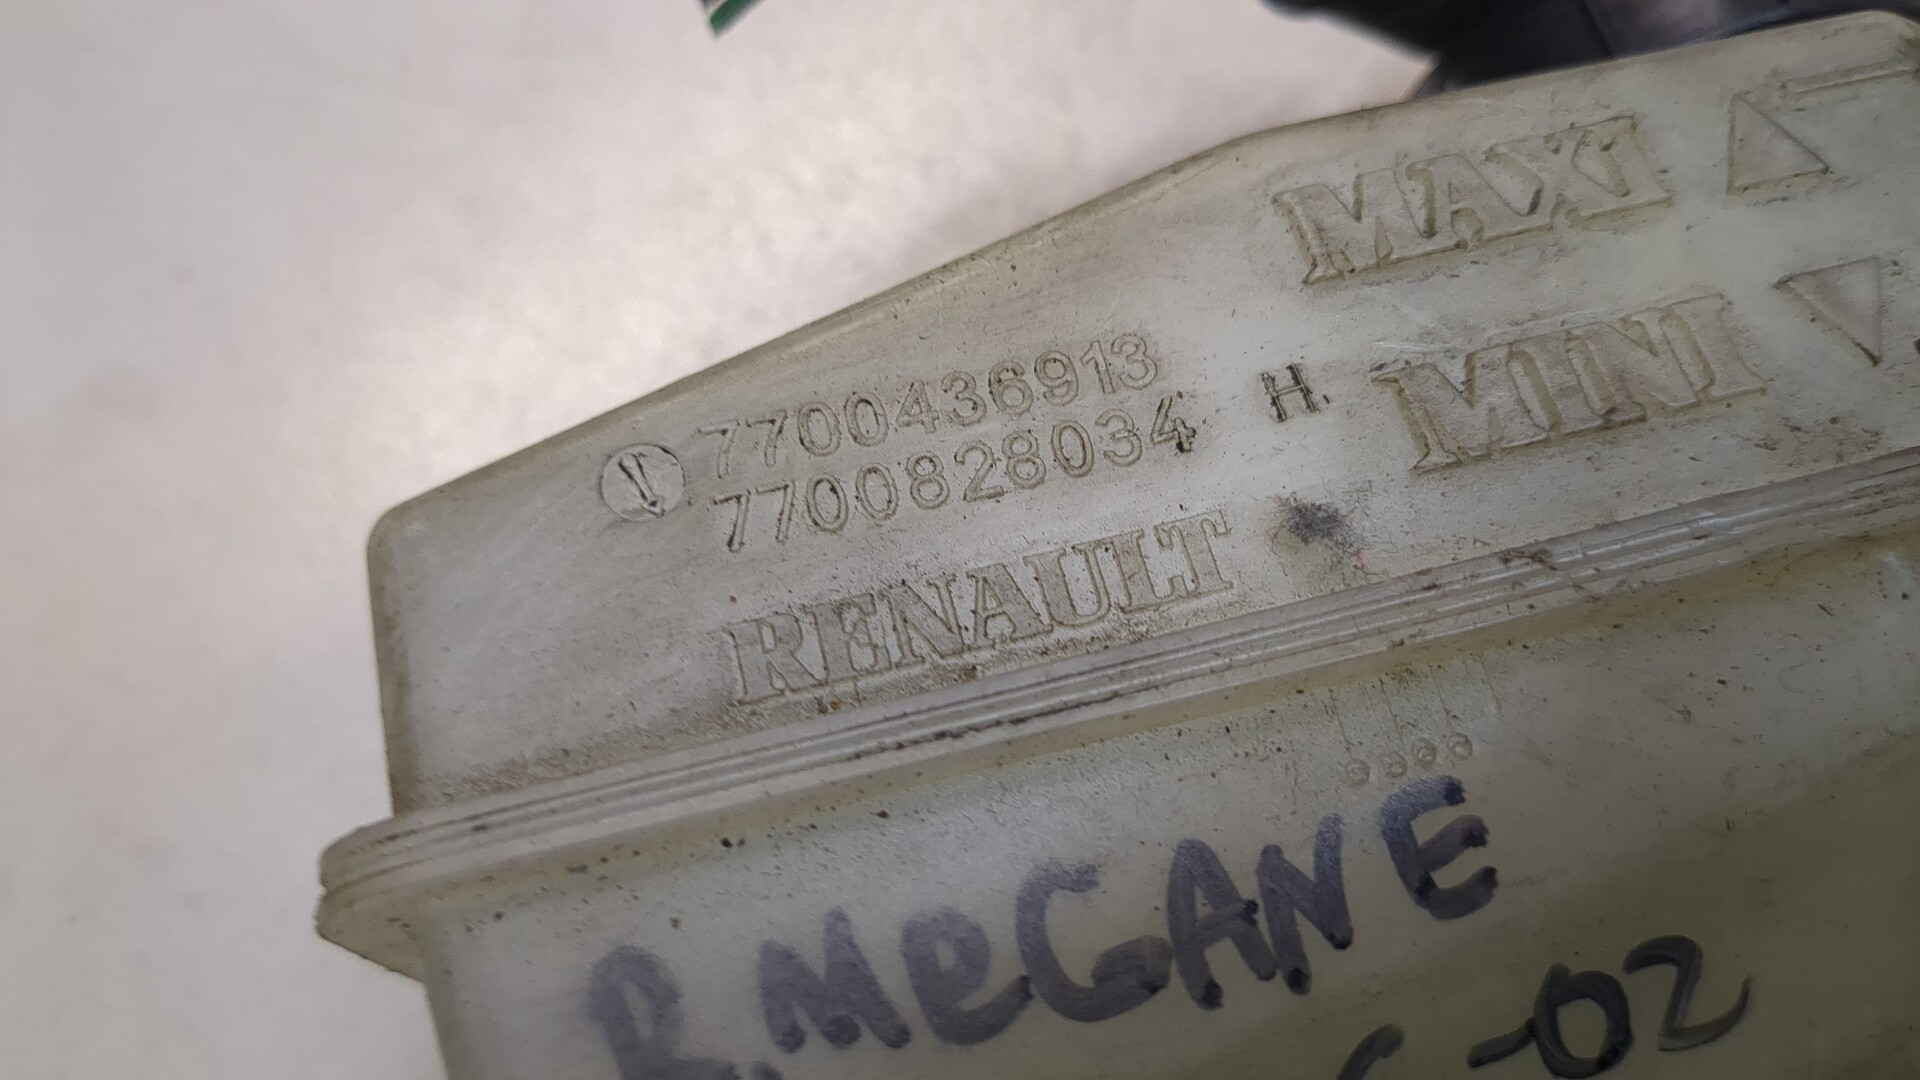 MAXI
MINI
7700436913
7700828034 H.
RENAULT
R.MeGANE
-02